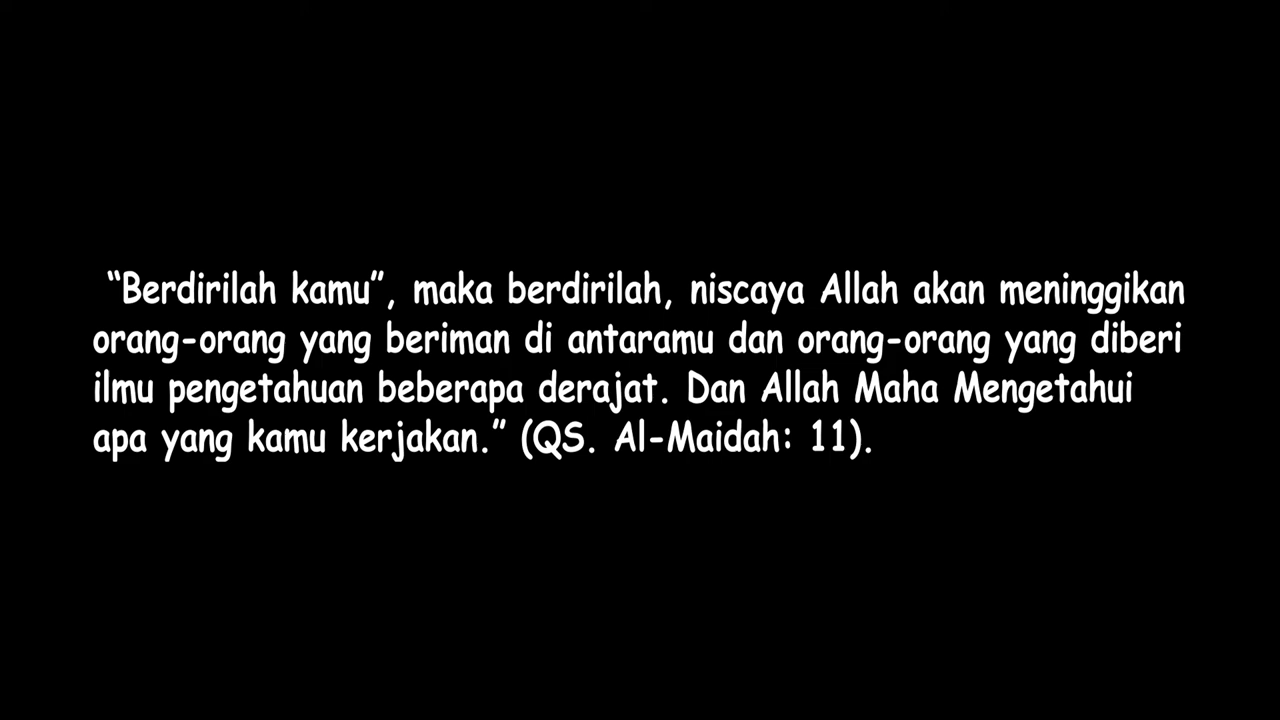 “Berdirilah kamu”, maka berdirilah, niscaya Allah akan meninggikan
orang-orang yang beriman di antaramu dan orang-orang yang diberi
ilmu pengetahuan beberapa derajat. Dan Allah Maha Mengetahui
apa yang kamu kerjakan.” (QS. Al-Maidah: 11).